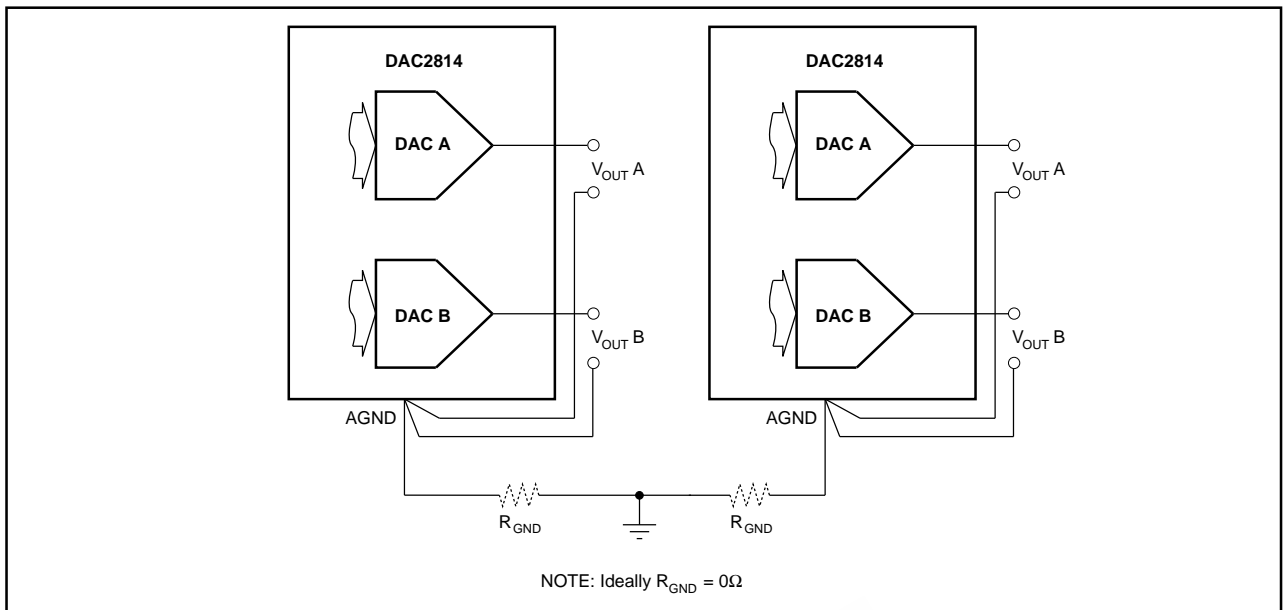 DAC2814
DAC A
V_OUT A
DAC B
V_OUT B
AGND
DAC2814
DAC A
V_OUT A
DAC B
V_OUT B
AGND
R_GND
R_GND
NOTE: Ideally R_GND = 0Ω